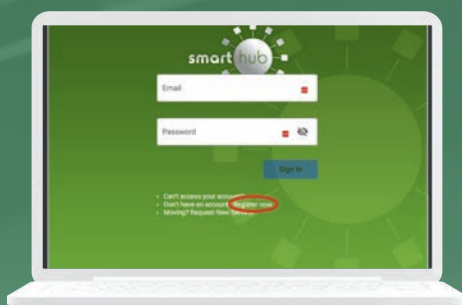 smart hub
Email
Password
Sign In
Can't access your account?
Don't have an account? Register now
Moving? Request New Service